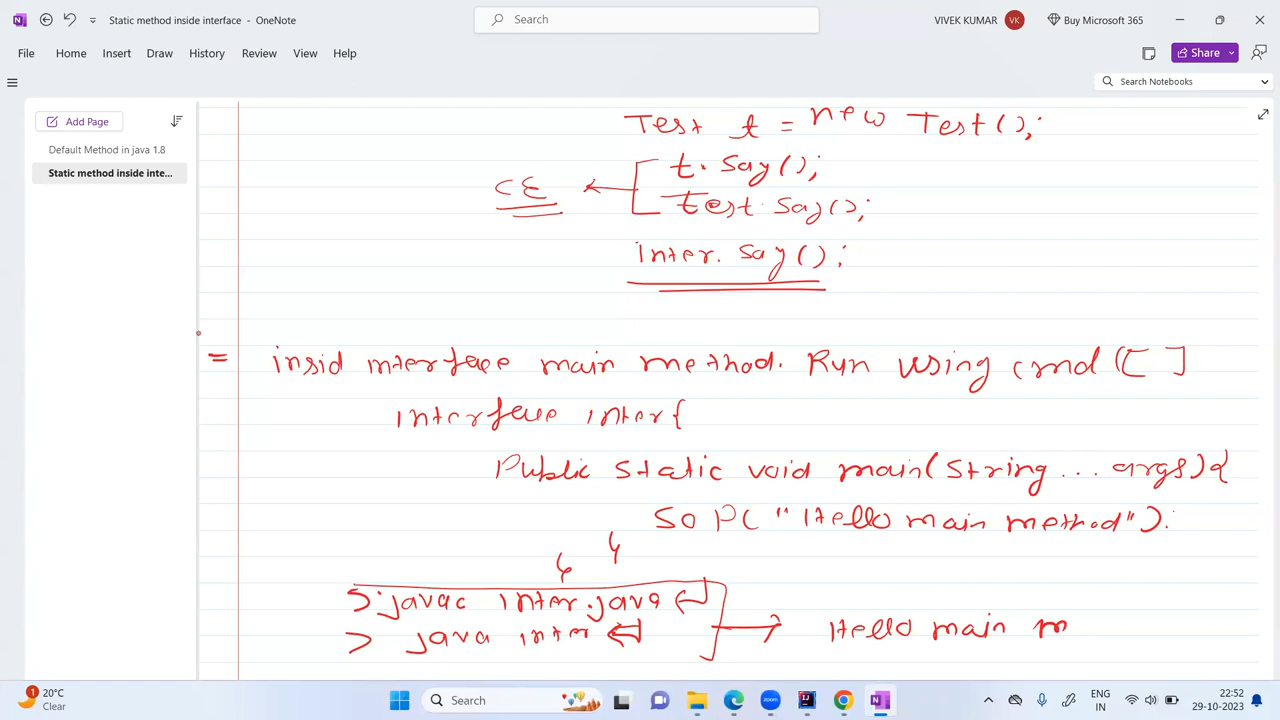 Static method inside interface - OneNote
Search
VIVEK KUMAR VK Buy Microsoft 365
File Home Insert Draw History Review View Help
Share
Search Notebooks
Add Page
Default Method in java 1.8
Static method inside inte...
Test t = new Test();
t. Say();
CE
test. Say();
inter. Say();
= insid interface main method. Run using cmd ( [ ]
interface inter{
Public static void main(String ... args){
SoP( "Hello main method").
}
}
> javac inter.java
> java inter
Hello main m
1
20°C
Clear
Search
ENG
IN
22:52
29-10-2023